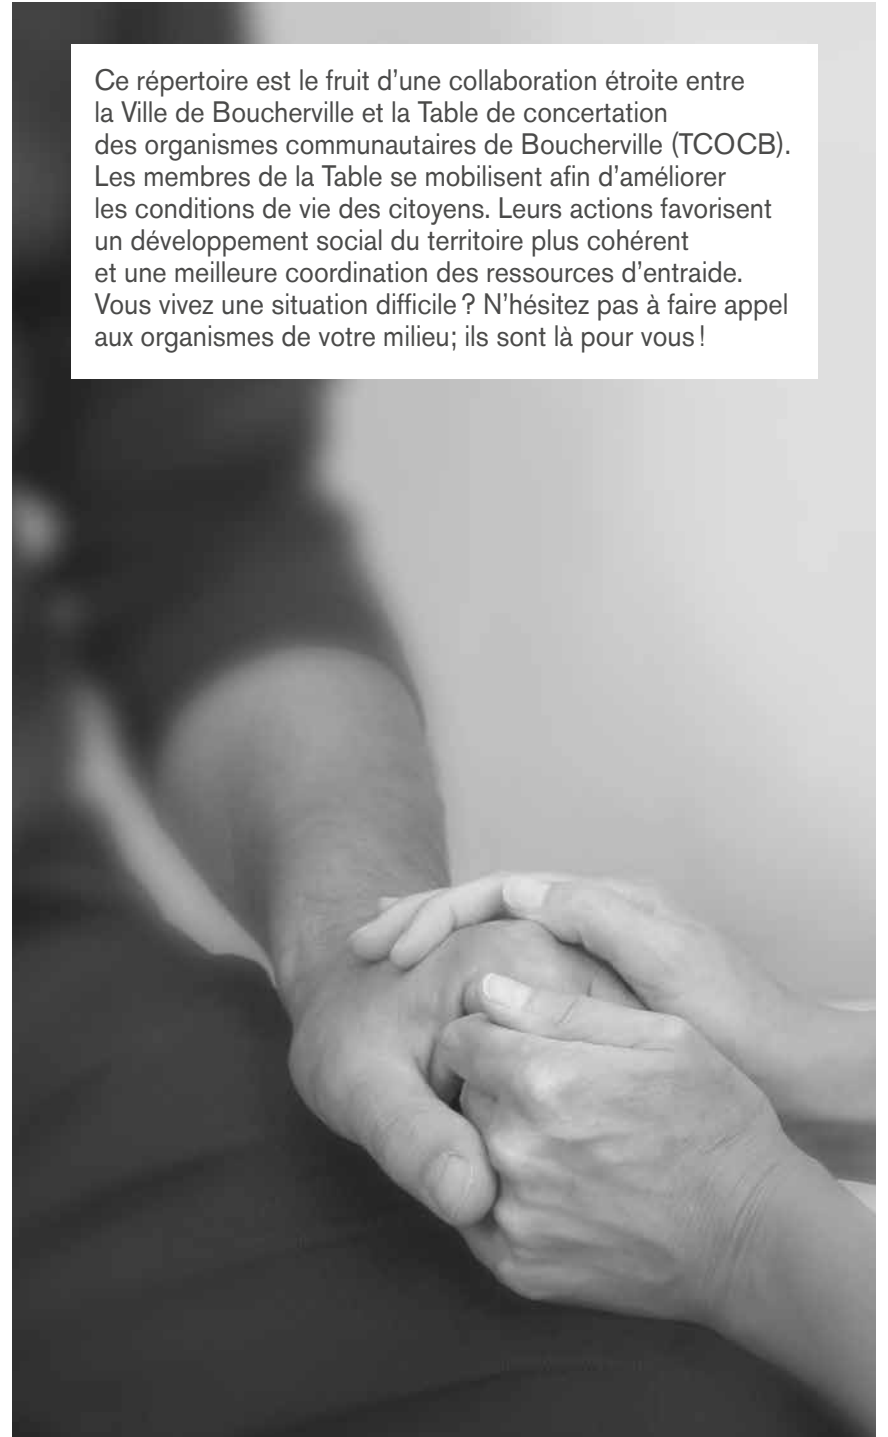 Ce répertoire est le fruit d’une collaboration étroite entre
la Ville de Boucherville et la Table de concertation
des organismes communautaires de Boucherville (TCOCB).
Les membres de la Table se mobilisent afin d’améliorer
les conditions de vie des citoyens. Leurs actions favorisent
un développement social du territoire plus cohérent
et une meilleure coordination des ressources d’entraide.
Vous vivez une situation difficile ? N’hésitez pas à faire appel
aux organismes de votre milieu; ils sont là pour vous !